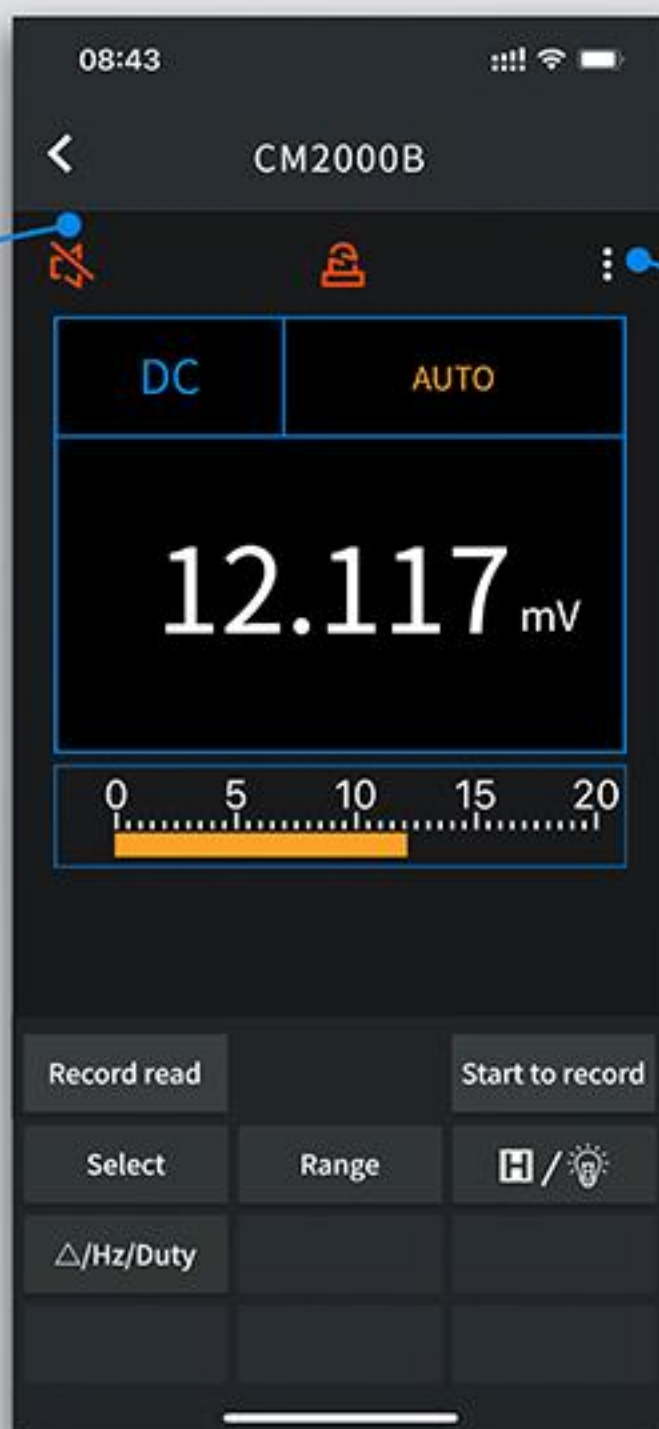 08:43
CM2000B
DC AUTO
12.117 mV
0 5 10 15 20
Record read Start to record
Select Range H/
△/Hz/Duty